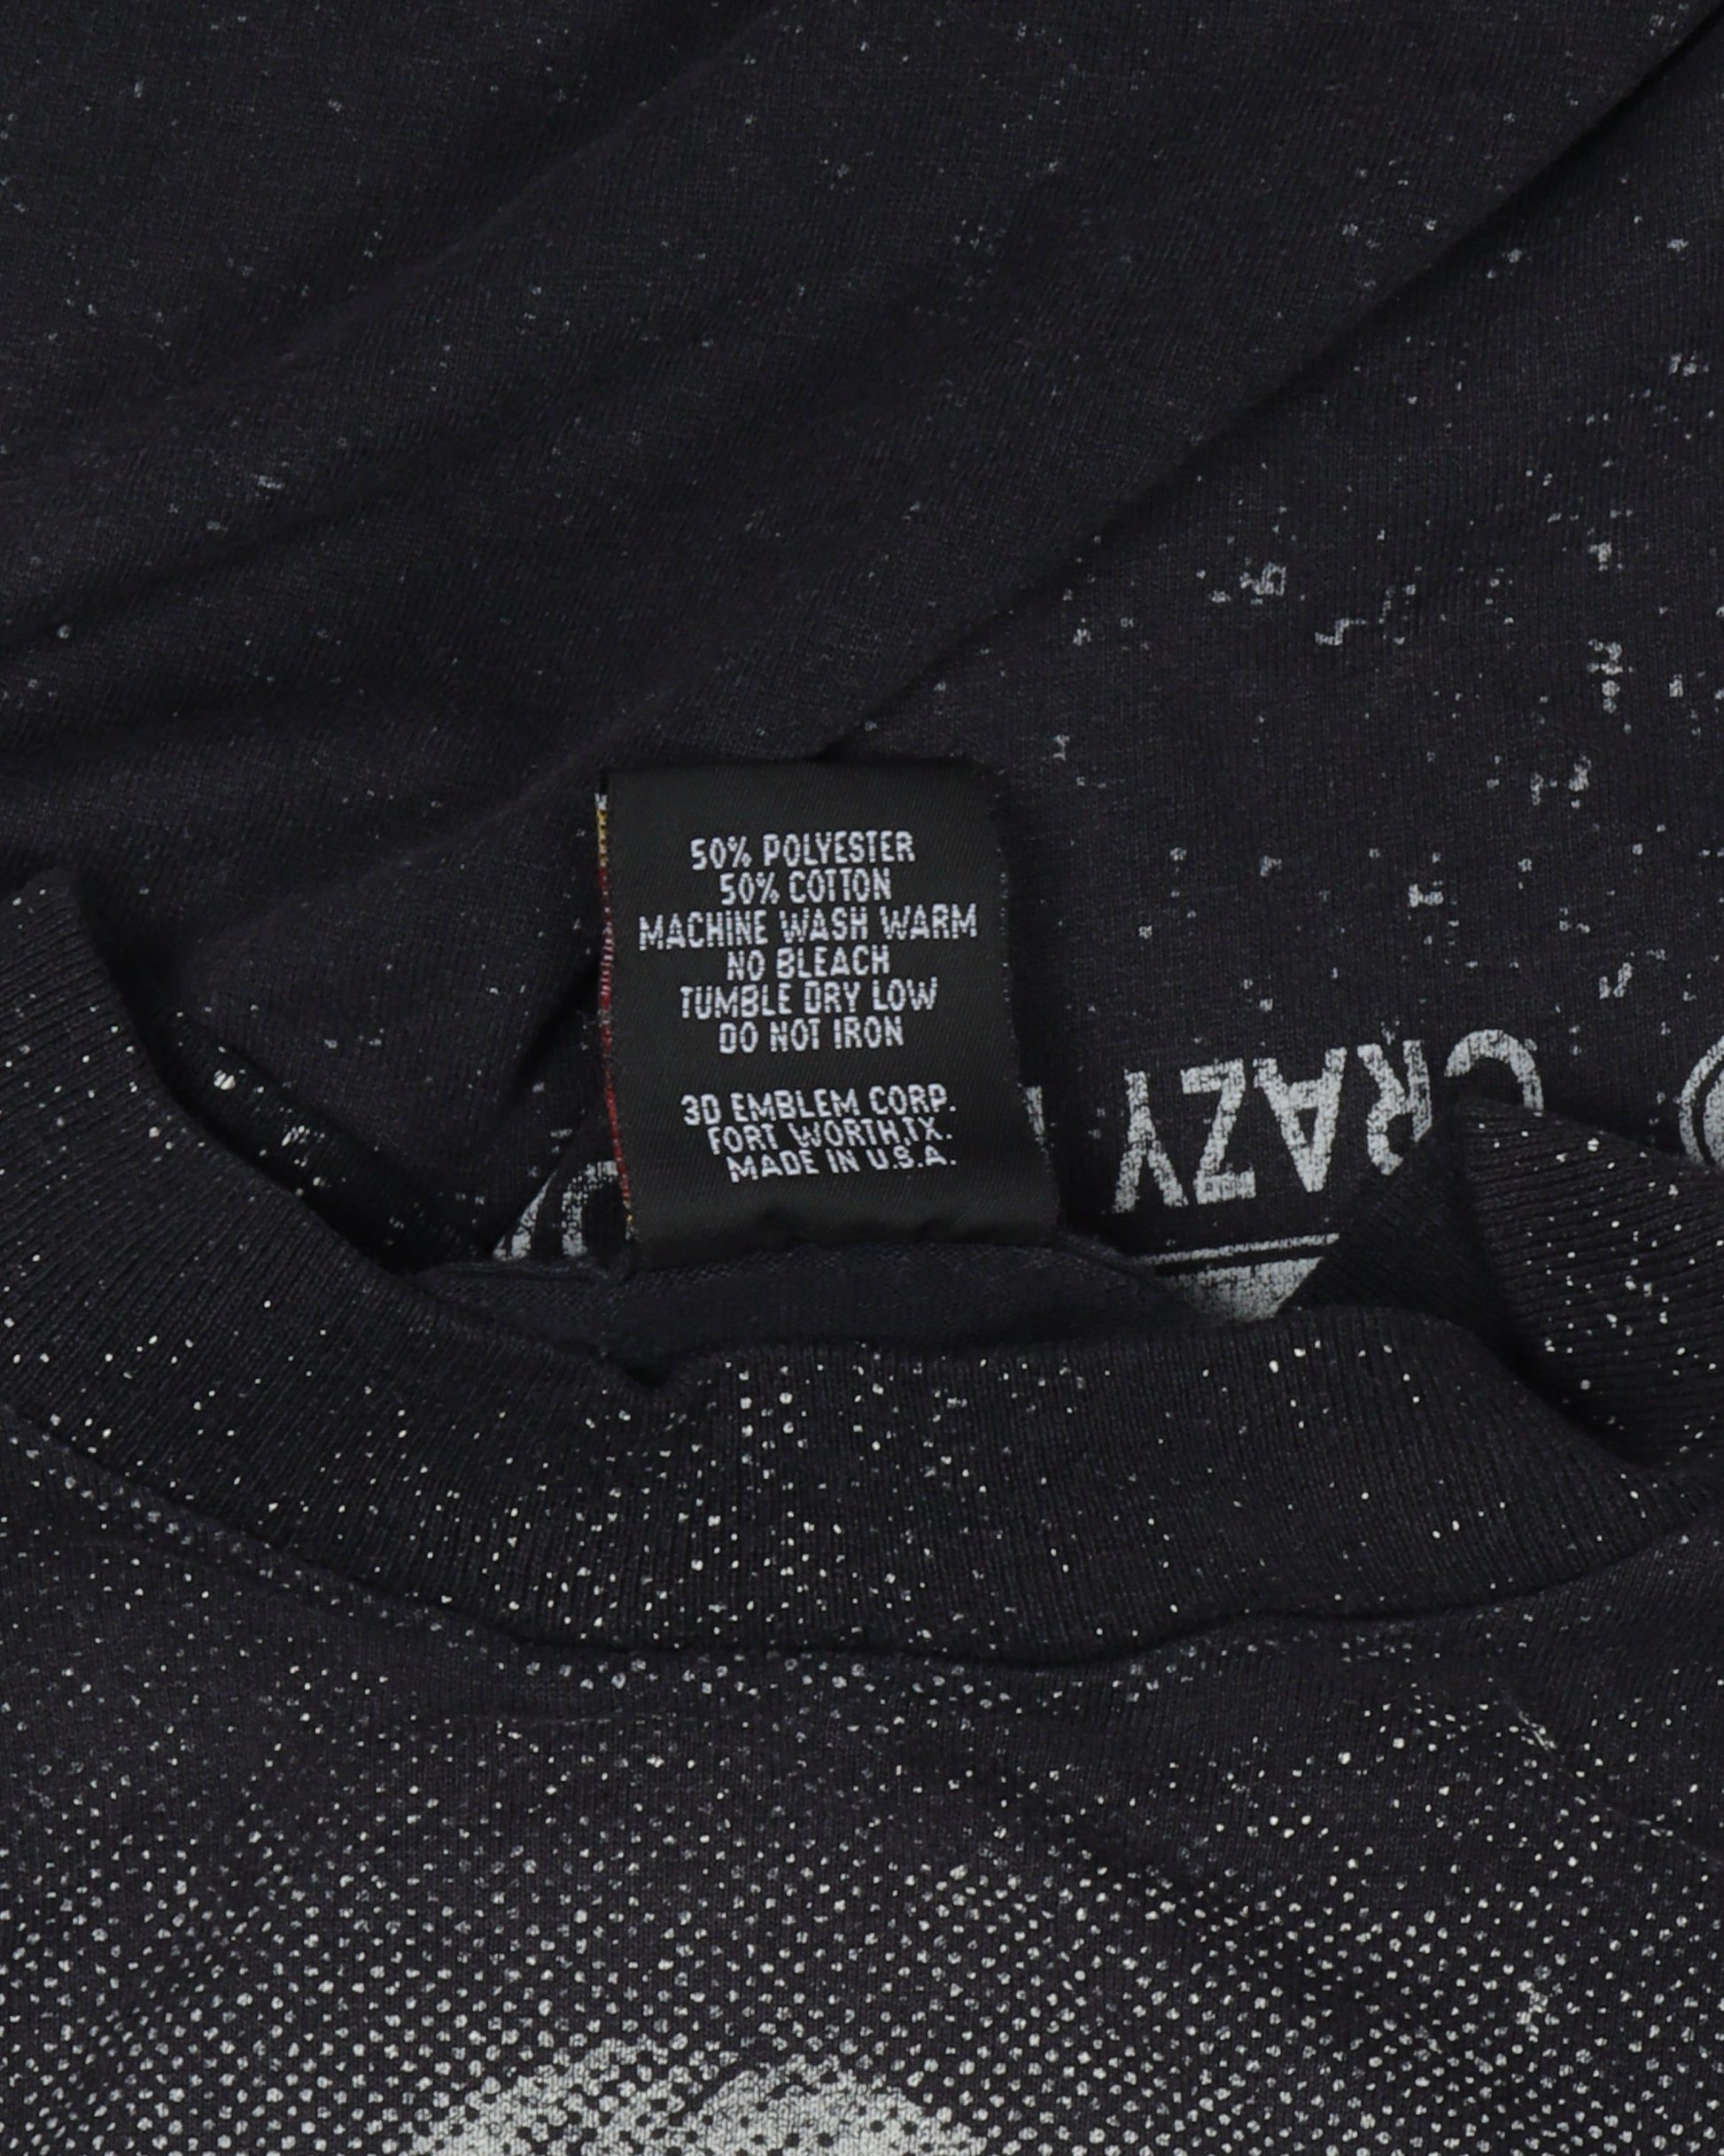 50% POLYESTER
50% COTTON
MACHINE WASH WARM
NO BLEACH
TUMBLE DRY LOW
DO NOT IRON
3D EMBLEM CORP.
FORT WORTH,TX.
MADE IN U.S.A.
CRAZY